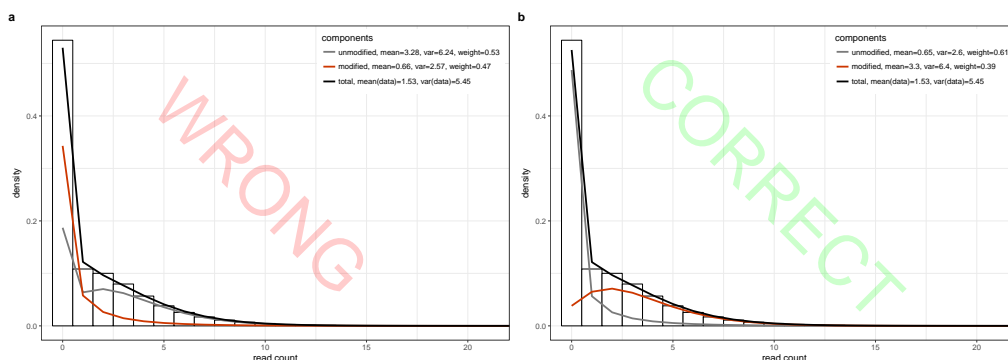 a
components
unmodified, mean=3.28, var=6.24, weight=0.53
modified, mean=0.66, var=2.57, weight=0.47
total, mean(data)=1.53, var(data)=5.45
WRONG
density
0.4
0.2
0.0
0
5
10
15
20
read count
b
components
unmodified, mean=0.65, var=2.6, weight=0.61
modified, mean=3.3, var=6.4, weight=0.39
total, mean(data)=1.53, var(data)=5.45
CORRECT
density
0.4
0.2
0.0
0
5
10
15
20
read count